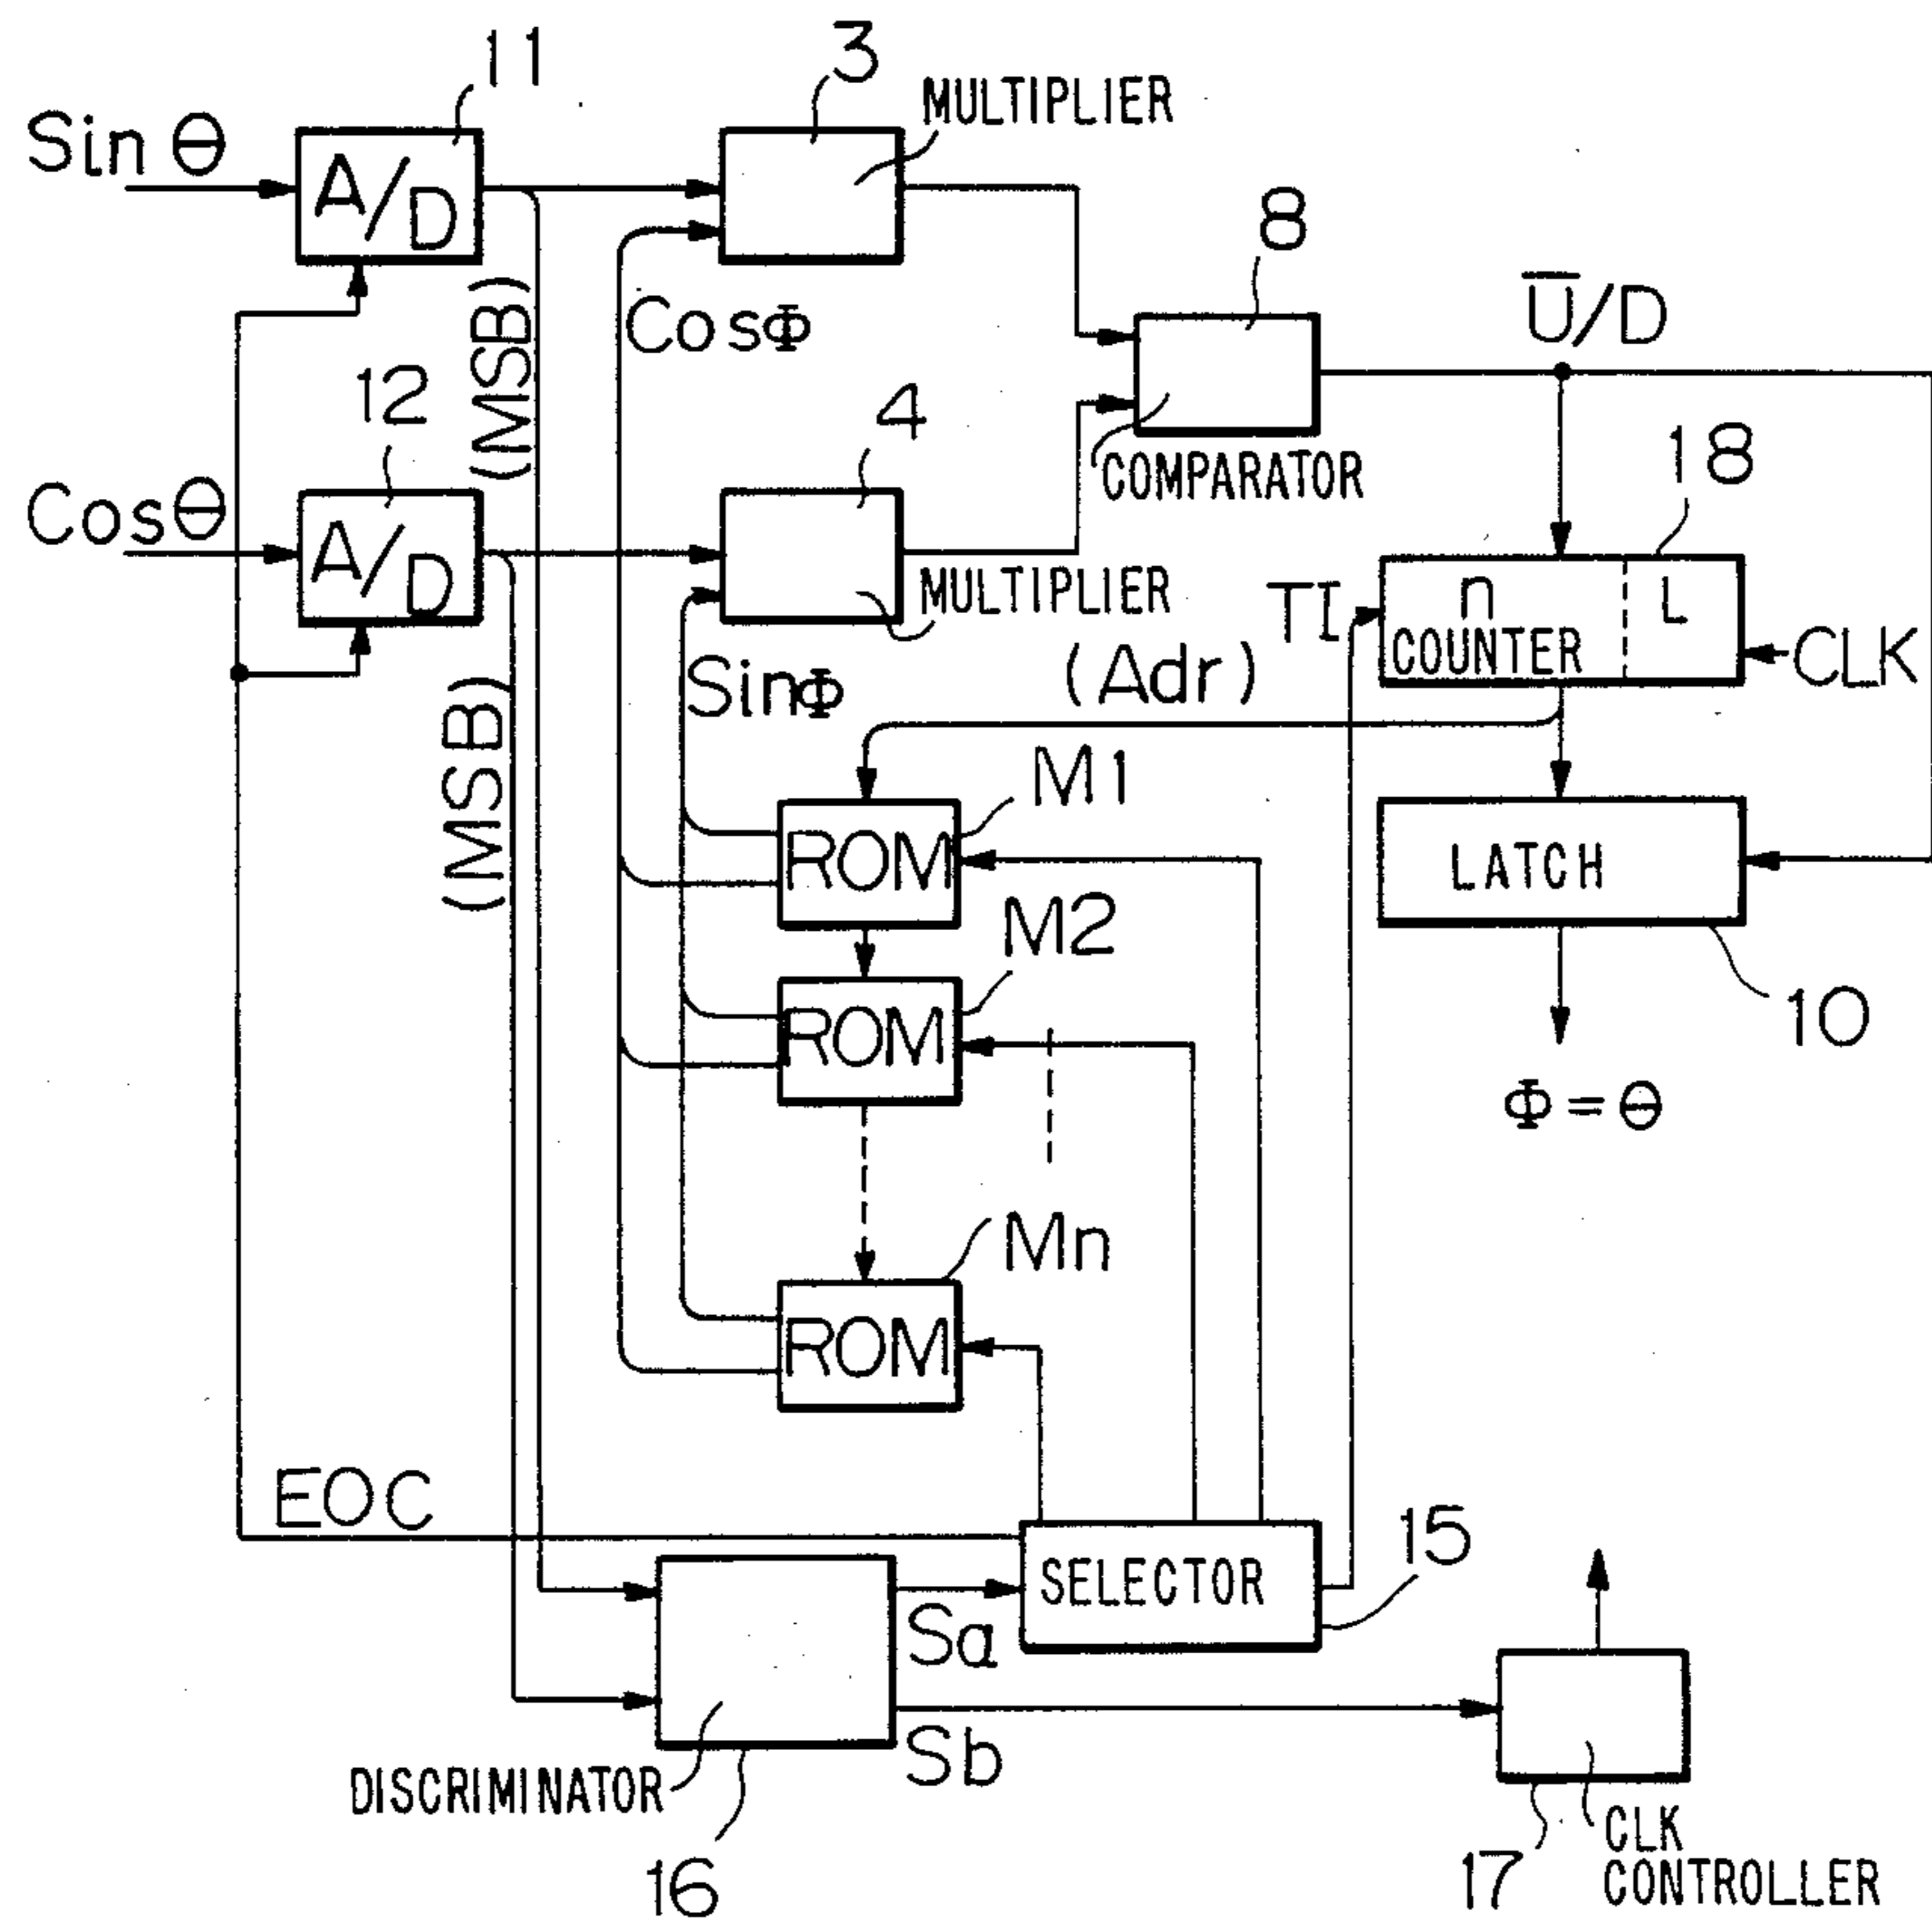 11
3
MULTIPLIER
Sin Θ
A/D
8
(MSB)
CosΦ
U̅/D
12
4
18
COMPARATOR
CosΘ
A/D
MULTIPLIER
TI
n
L
COUNTER
CLK
SinΦ
(Adr)
(MSB)
M1
ROM
LATCH
M2
ROM
10
Φ=Θ
Mn
ROM
EOC
15
SELECTOR
Sa
Sb
DISCRIMINATOR
16
17
CLK
CONTROLLER